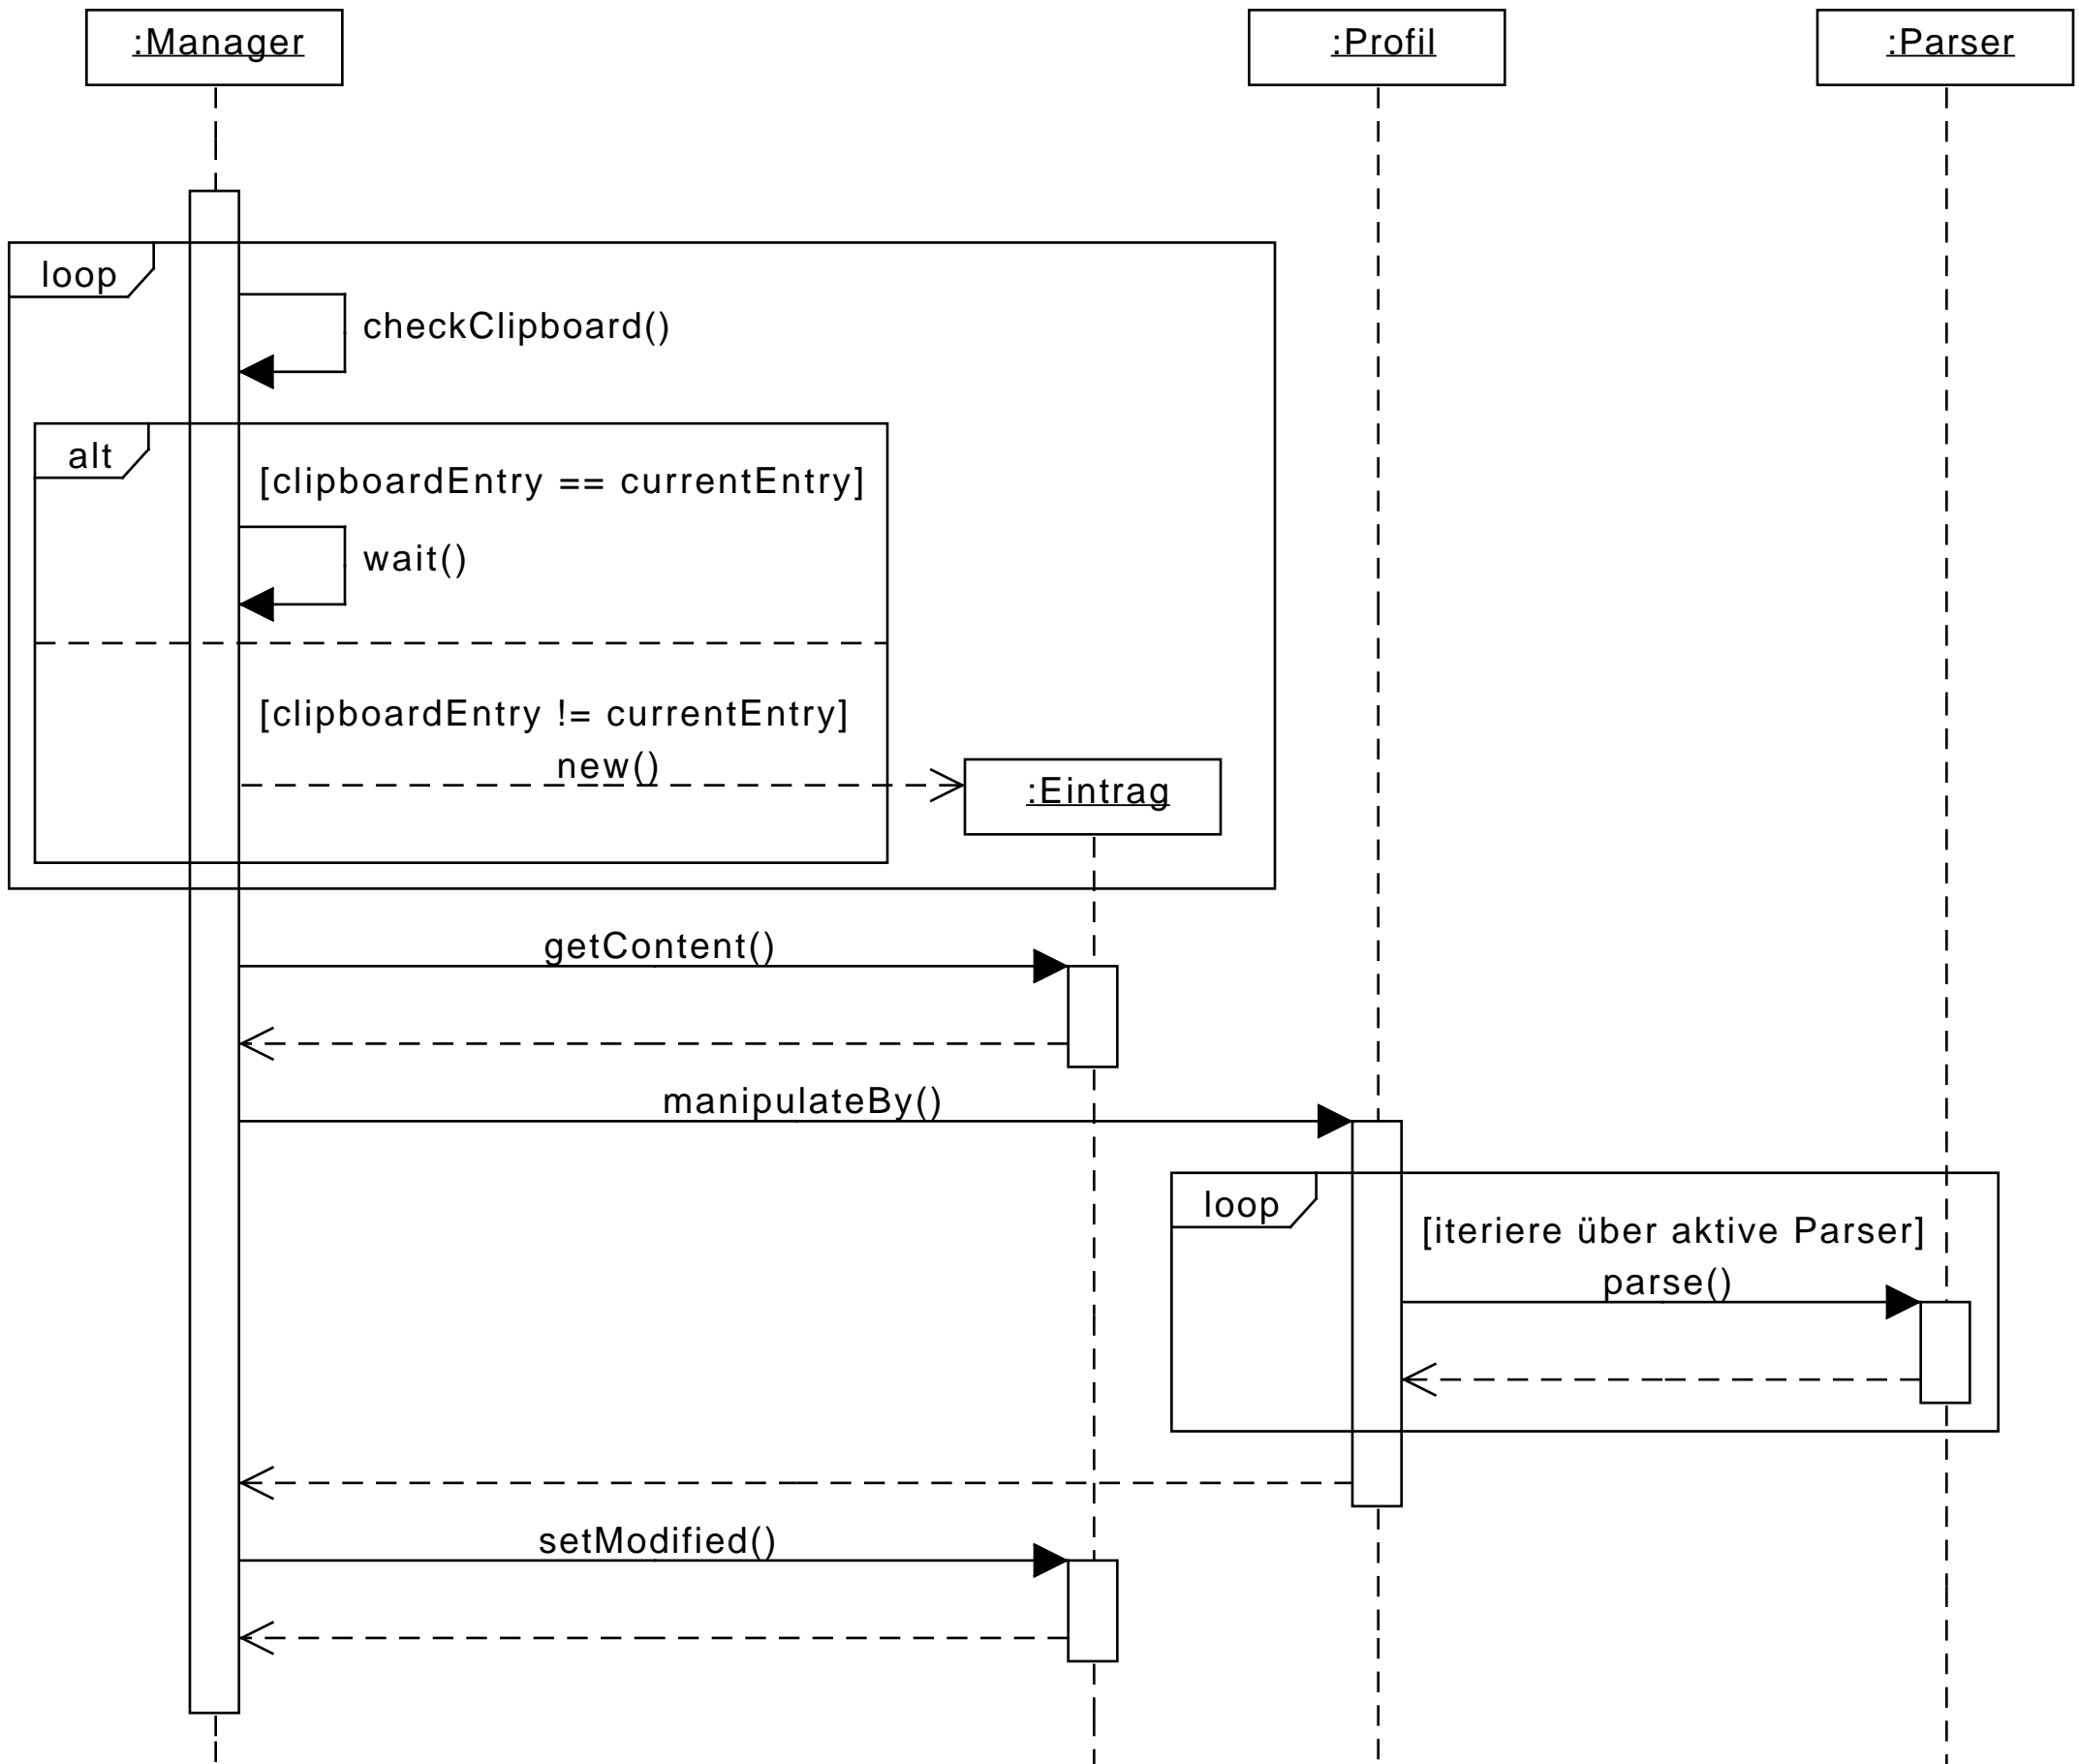 :Manager
:Profil
:Parser
loop
checkClipboard()
alt
[clipboardEntry == currentEntry]
wait()
[clipboardEntry != currentEntry]
new()
:Eintrag
getContent()
manipulateBy()
loop
[iteriere über aktive Parser]
parse()
setModified()